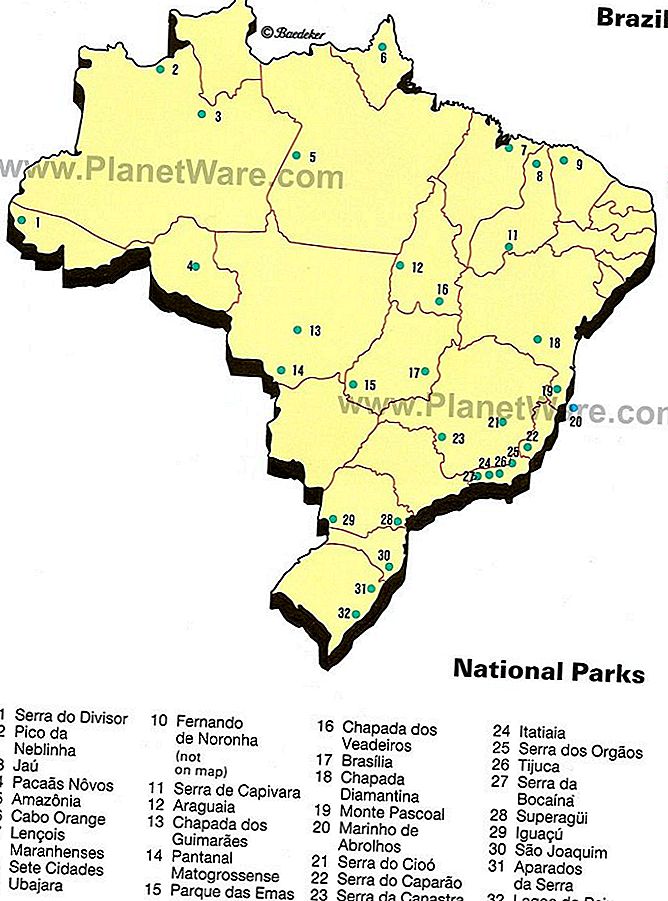 Brazil
© Baedeker
6
2
3
7
www.PlanetWare.com
5
8
9
1
11
4
12
16
13
18
14
15
17
19
www.PlanetWare.com
20
21
23
22
25
24
26
27
29
28
30
31
32
National Parks
1 Serra do Divisor
2 Pico da
Neblinha
3 Jaú
4 Pacaãs Nôvos
5 Amazônia
6 Cabo Orange
7 Lençois
Maranhenses
Sete Cidades
Ubajara
10 Fernando
de Noronha
(not
on map)
11 Serra de Capivara
12 Araguaia
13 Chapada dos
Guimarães
14 Pantanal
Matogrossense
15 Parque das Emas
16 Chapada dos
Veadeiros
17 Brasília
18 Chapada
Diamantina
19 Monte Pascoal
20 Marinho de
Abrolhos
21 Serra do Cioó
22 Serra do Caparão
23 Serra da Canastra
24 Itatiaia
25 Serra dos Orgãos
26 Tijuca
27 Serra da
Bocaína
28 Superagüi
29 Iguaçú
30 São Joaquim
31 Aparados
da Serra
32 Lagoa do